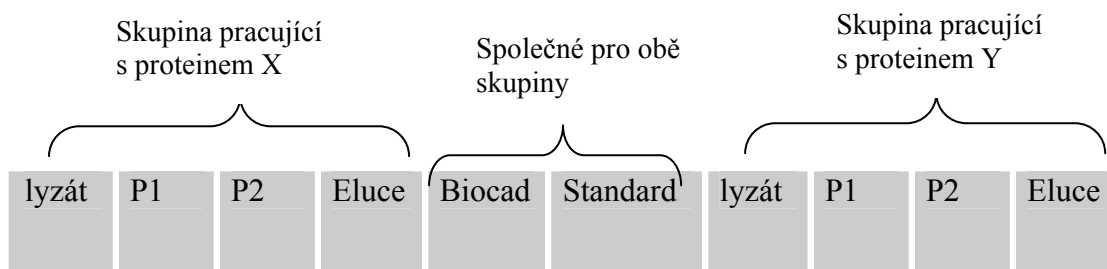 Skupina pracující
s proteinem X
Společné pro obě
skupiny
Skupina pracující
s proteinem Y
lyzát P1 P2 Eluce Biocad Standard lyzát P1 P2 Eluce